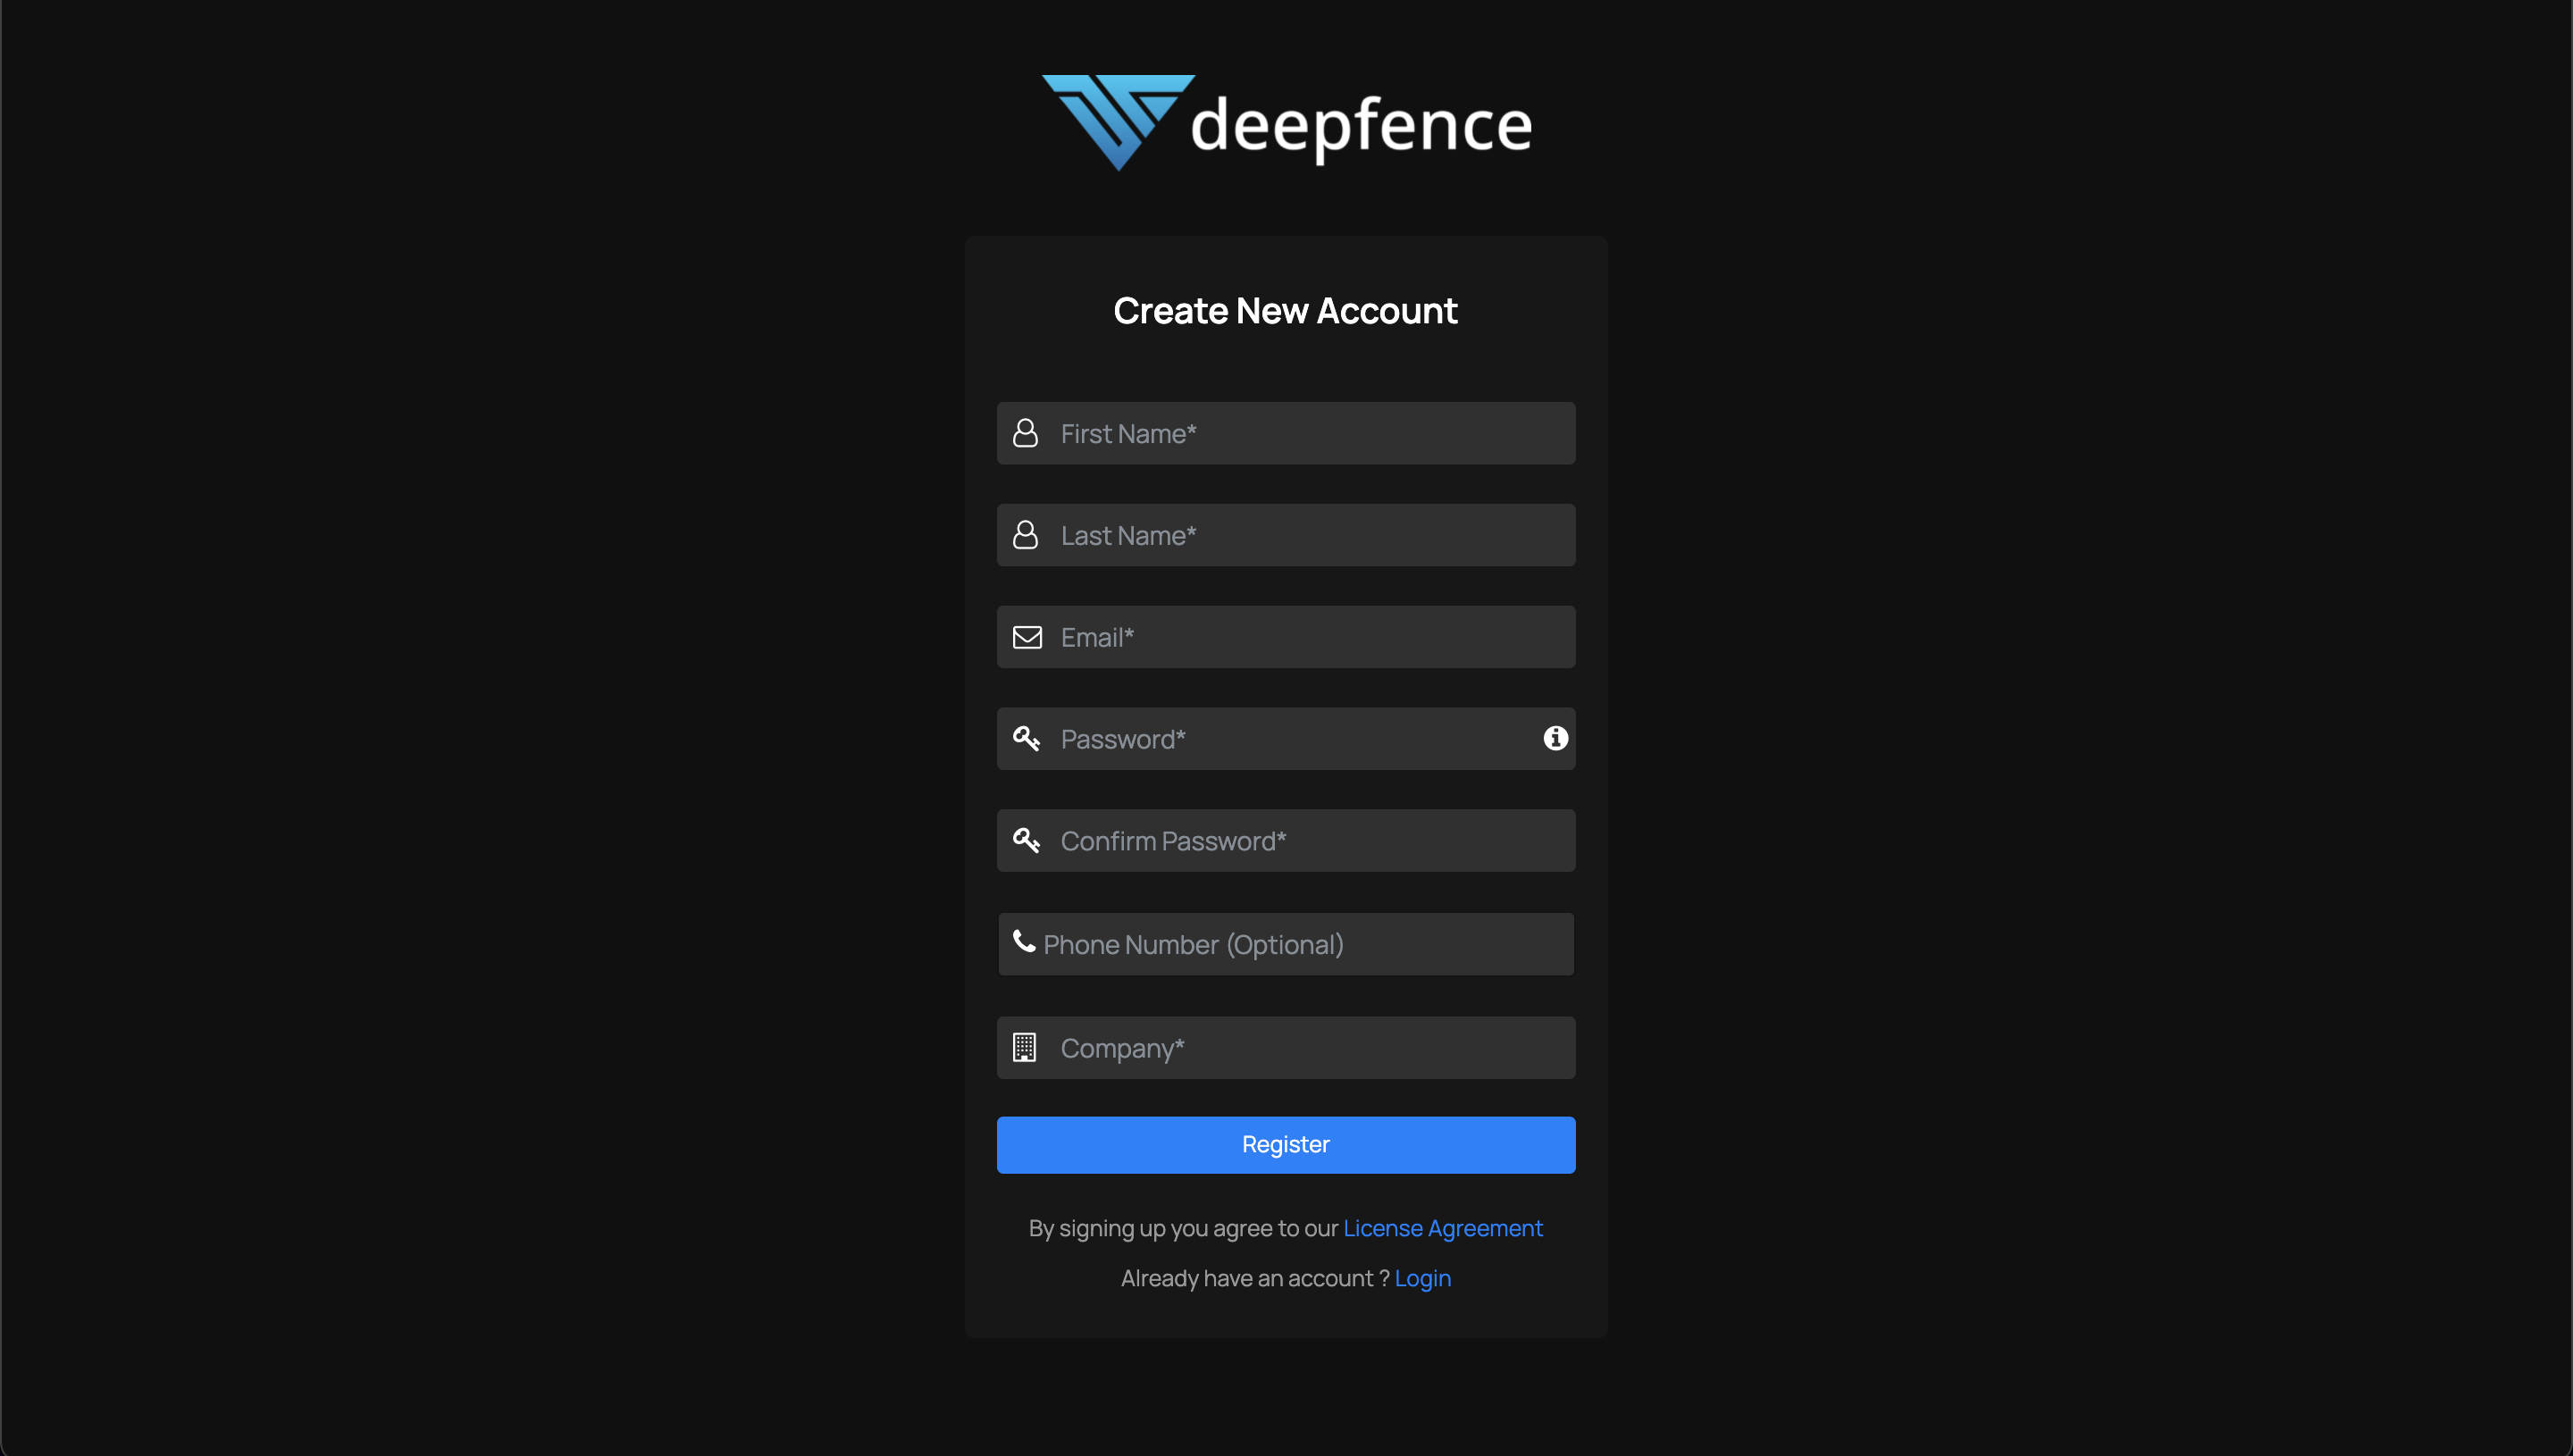 deepfence
Create New Account
First Name*
Last Name*
Email*
Password*
Confirm Password*
Phone Number (Optional)
Company*
Register
By signing up you agree to our License Agreement
Already have an account ? Login